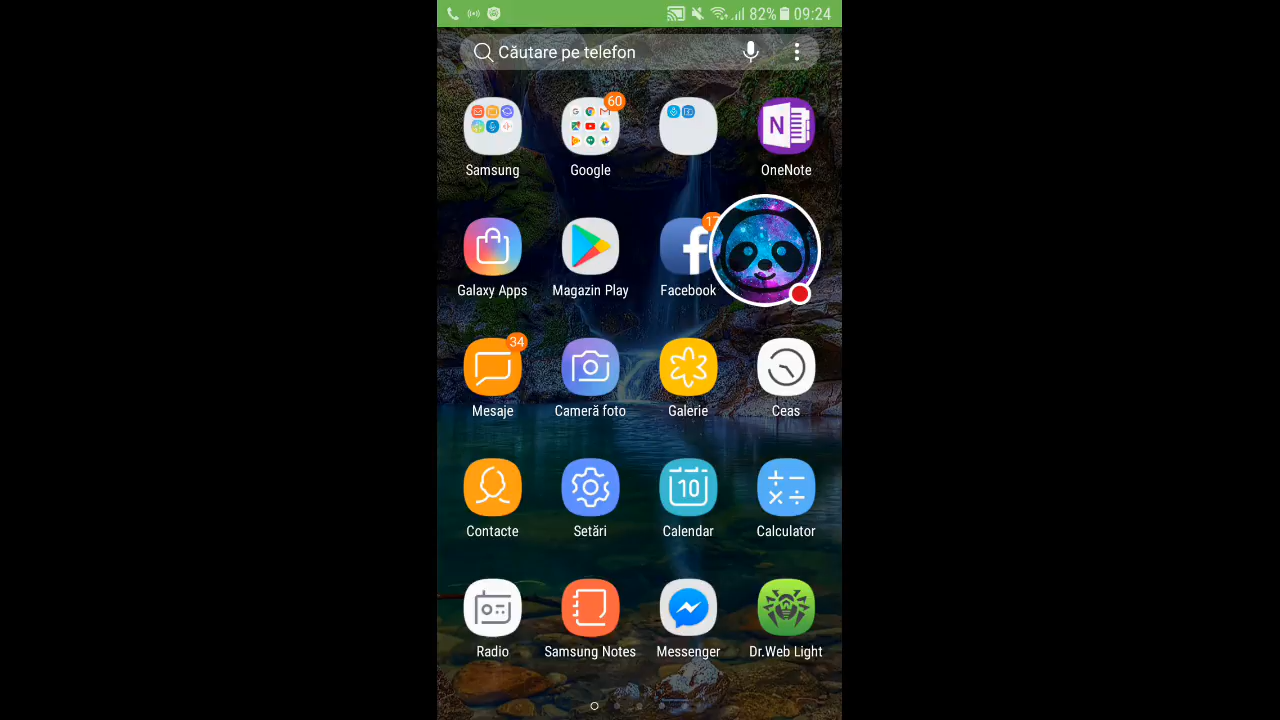 82% 09:24
Căutare pe telefon
60
N
Samsung
Google
OneNote
17
Galaxy Apps
Magazin Play
Facebook
34
Mesaje
Cameră foto
Galerie
Ceas
10
Contacte
Setări
Calendar
Calculator
Radio
Samsung Notes
Messenger
Dr.Web Light